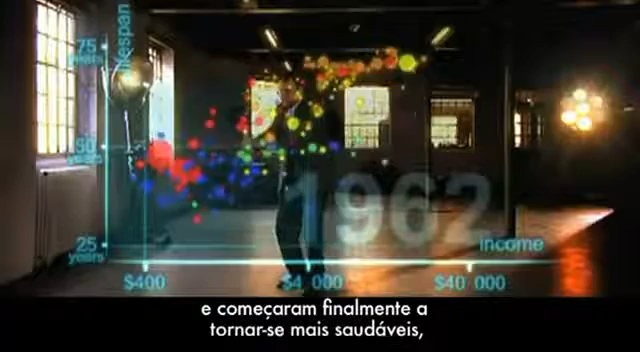 lifespan
75
years
50
years
25
years
1962
income
$400
$4 000
$40 000
e começaram finalmente a
tornar-se mais saudáveis,